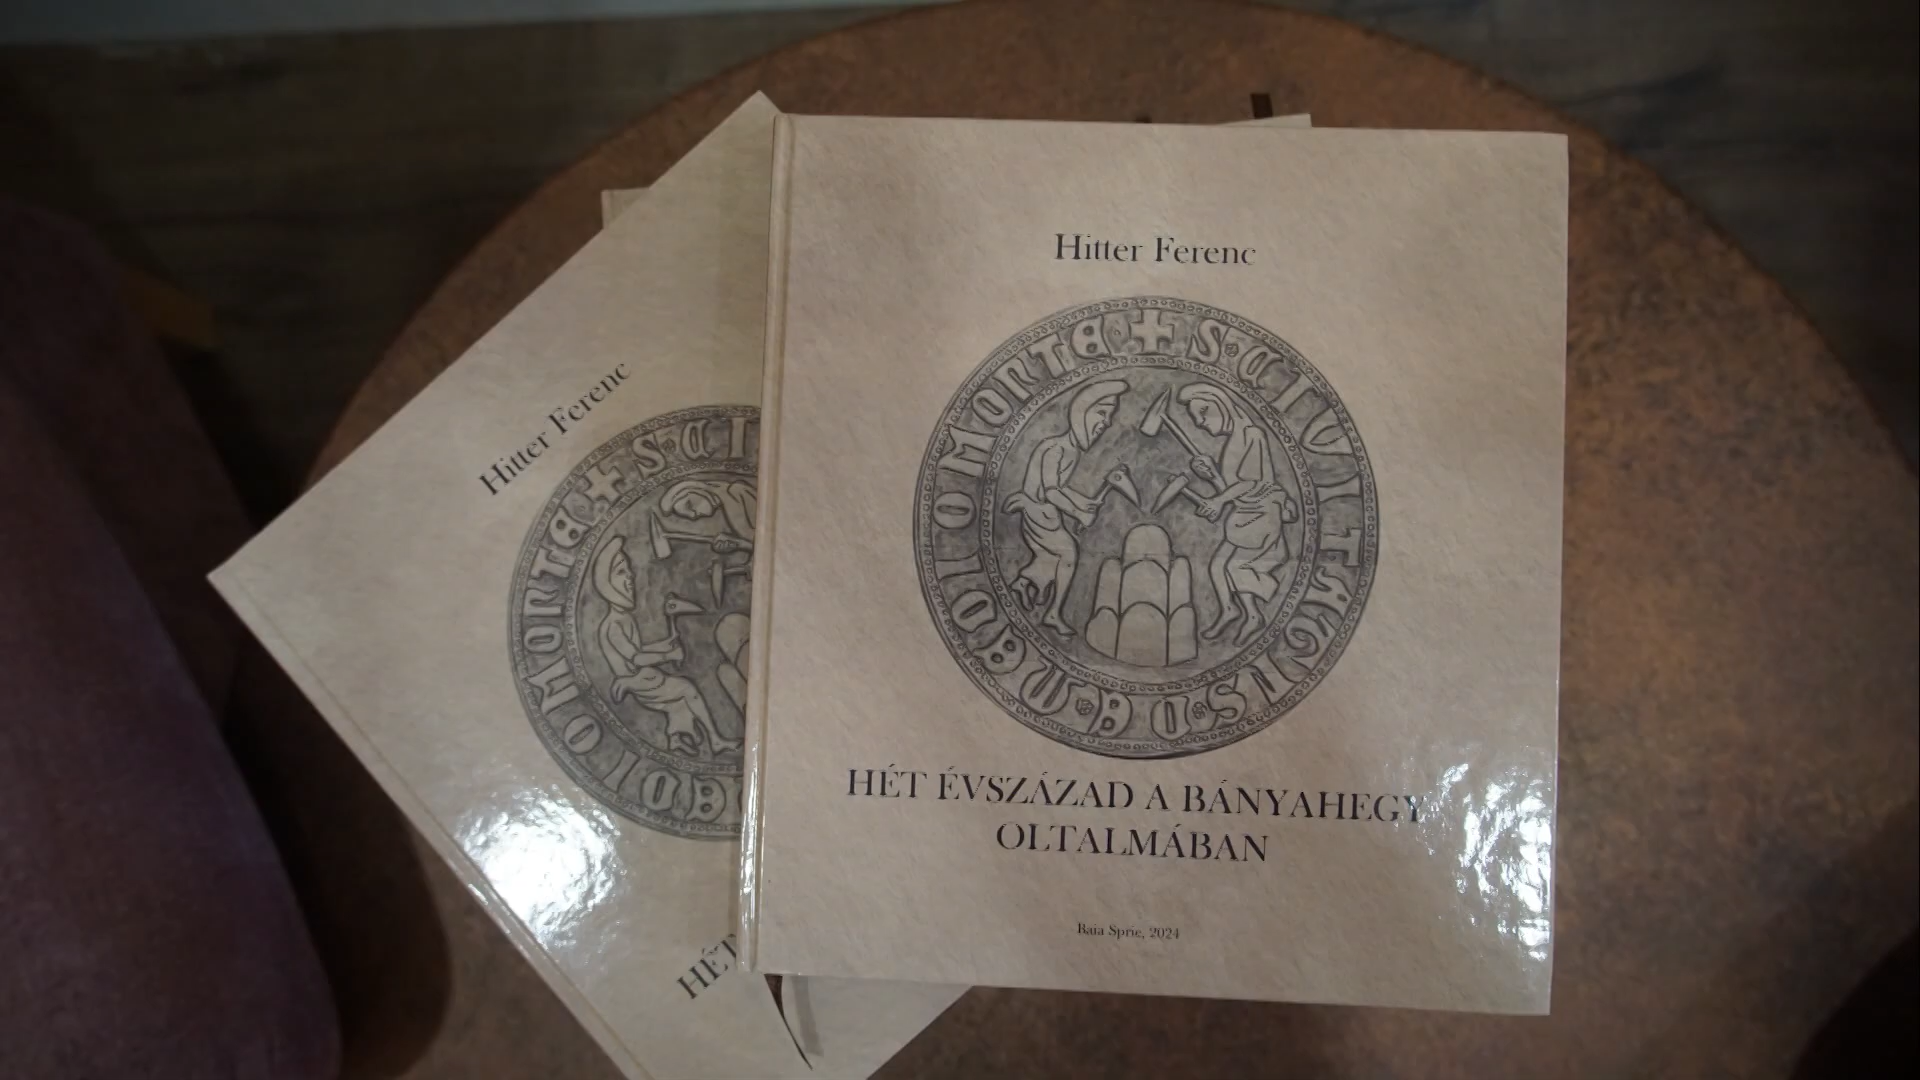 Hitter Ferenc
HÉT ÉVSZÁZAD A BÁNYAHEGY
OLTALMÁBAN
Baia Sprie, 2024
Hitter Ferenc
HÉT